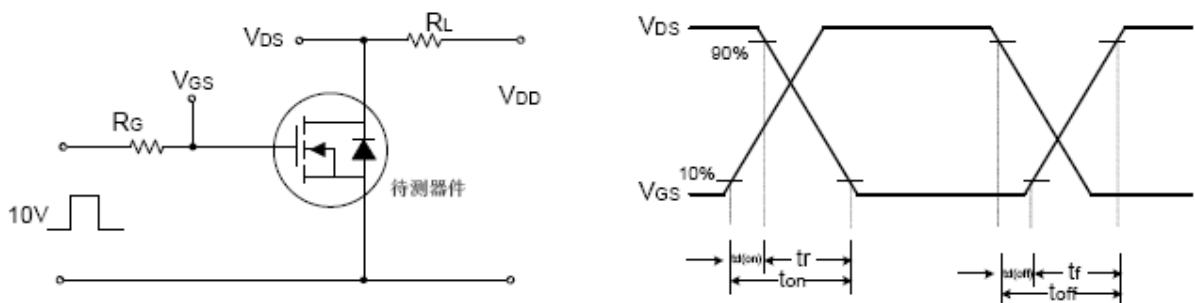 VDS
RL
VGS
VDD
RG
10V
待测器件
VDS
90%
10%
VGS
td(on)
tr
ton
td(off)
tf
toff